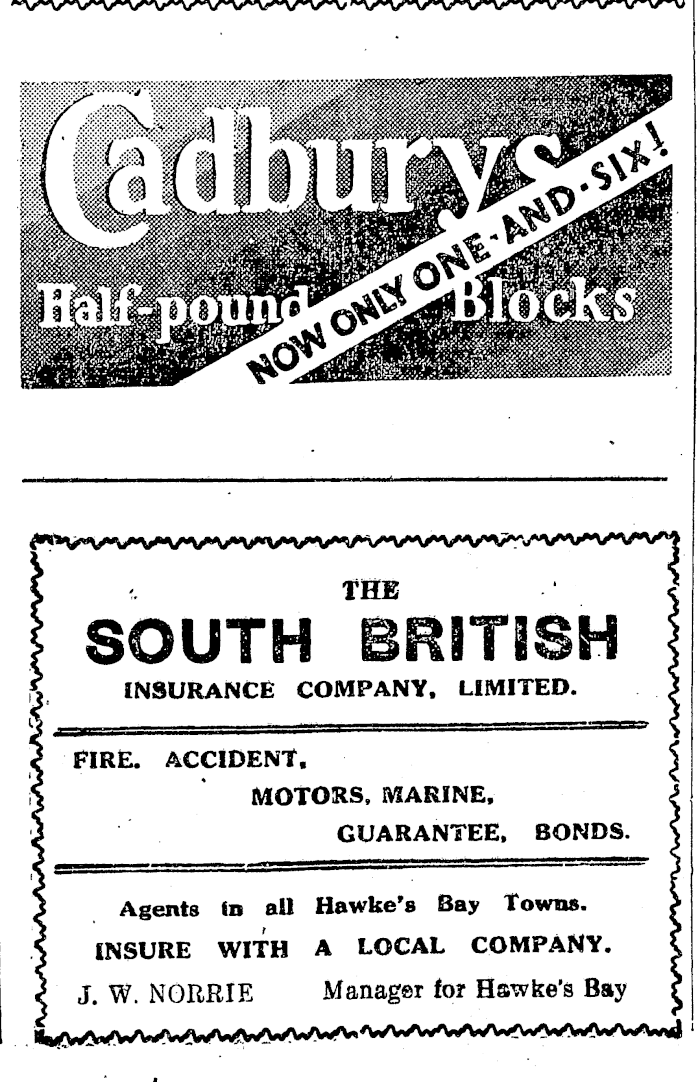 Cadburys
NOW ONLY ONE-AND-SIX!
Half-pound Blocks
THE
SOUTH BRITISH
INSURANCE COMPANY, LIMITED.
FIRE. ACCIDENT,
MOTORS, MARINE,
GUARANTEE, BONDS.
Agents in all Hawke's Bay Towns.
INSURE WITH A LOCAL COMPANY.
J. W. NORRIE Manager for Hawke's Bay